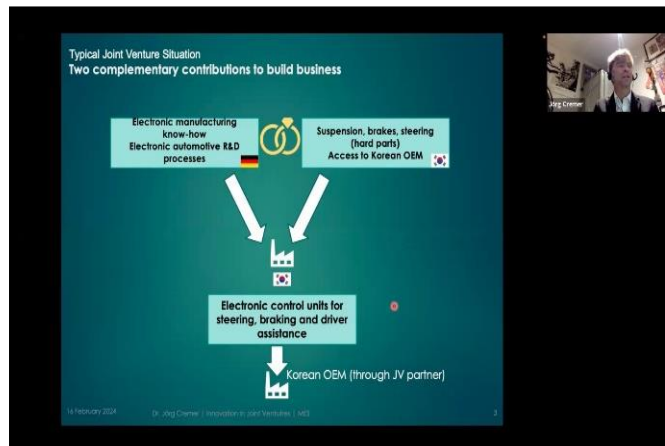 Typical Joint Venture Situation
Two complementary contributions to build business
Electronic manufacturing
know-how
Electronic automotive R&D
processes
Suspension, brakes, steering
(hard parts)
Access to Korean OEM
Electronic control units for
steering, braking and driver
assistance
Korean OEM (through JV partner)
16 February 2024
Dr. Jörg Cremer | Innovation in Joint Ventures | MES
3
Jörg Cremer